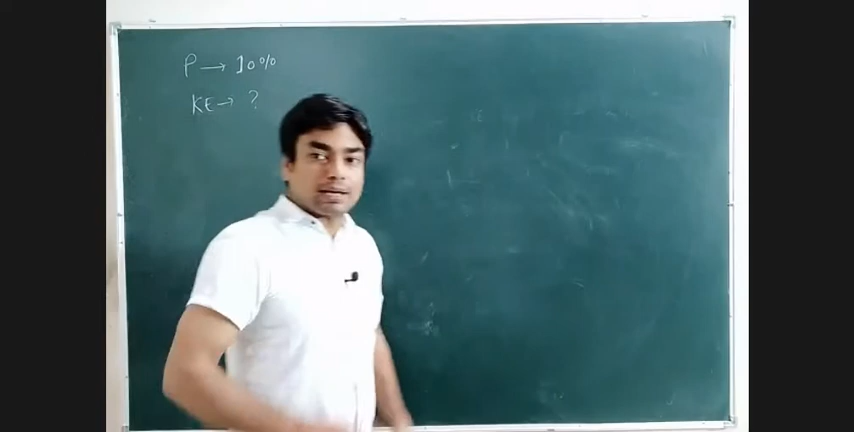 P → 10%
KE → ?